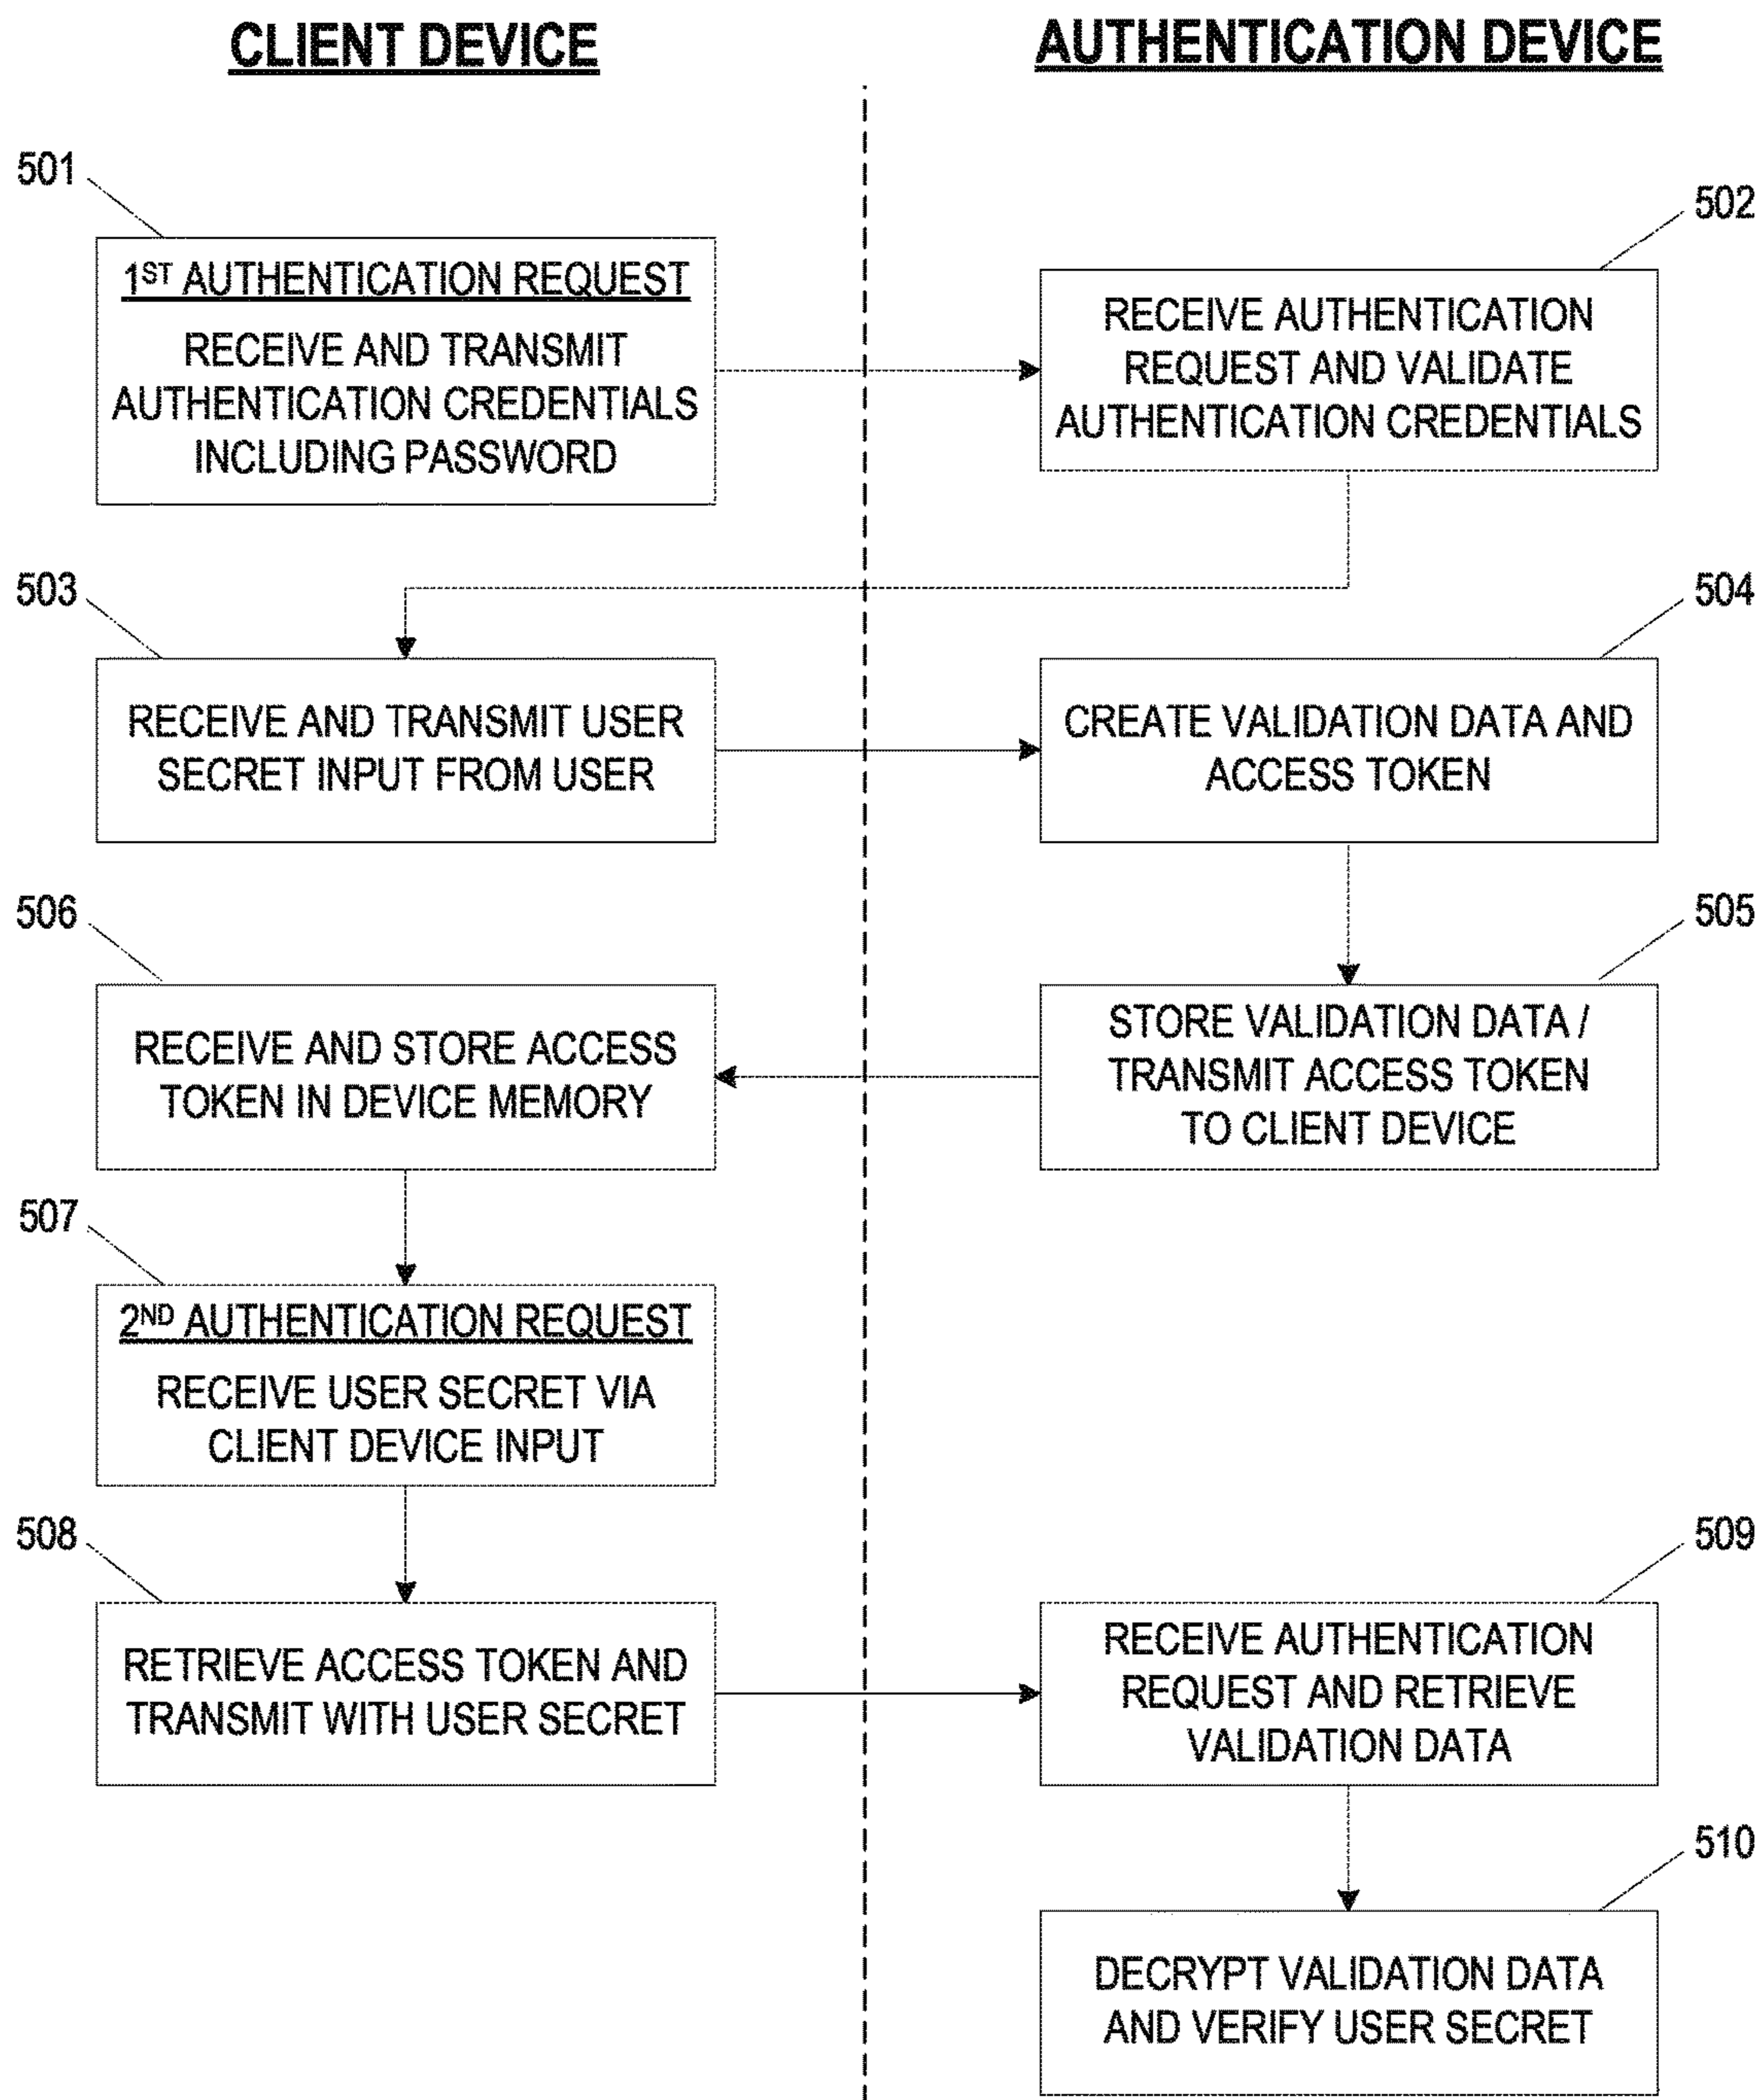 CLIENT DEVICE
AUTHENTICATION DEVICE
501
1ST AUTHENTICATION REQUEST
RECEIVE AND TRANSMIT
AUTHENTICATION CREDENTIALS
INCLUDING PASSWORD
502
RECEIVE AUTHENTICATION
REQUEST AND VALIDATE
AUTHENTICATION CREDENTIALS
503
RECEIVE AND TRANSMIT USER
SECRET INPUT FROM USER
504
CREATE VALIDATION DATA AND
ACCESS TOKEN
505
STORE VALIDATION DATA /
TRANSMIT ACCESS TOKEN
TO CLIENT DEVICE
506
RECEIVE AND STORE ACCESS
TOKEN IN DEVICE MEMORY
507
2ND AUTHENTICATION REQUEST
RECEIVE USER SECRET VIA
CLIENT DEVICE INPUT
508
RETRIEVE ACCESS TOKEN AND
TRANSMIT WITH USER SECRET
509
RECEIVE AUTHENTICATION
REQUEST AND RETRIEVE
VALIDATION DATA
510
DECRYPT VALIDATION DATA
AND VERIFY USER SECRET